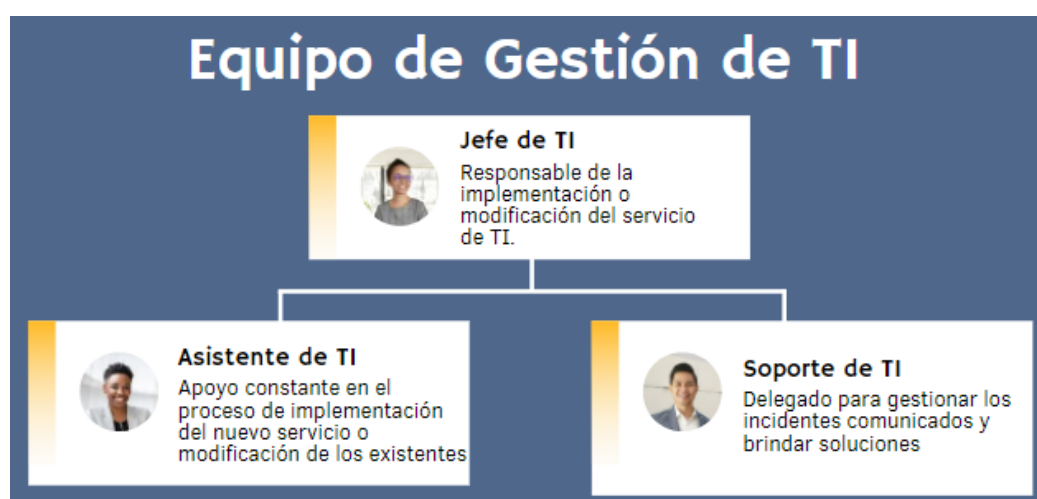 Equipo de Gestión de TI
Jefe de TI
Responsable de la
implementación o
modificación del servicio
de TI.
Asistente de TI
Apoyo constante en el
proceso de implementación
del nuevo servicio o
modificación de los existentes
Soporte de TI
Delegado para gestionar los
incidentes comunicados y
brindar soluciones